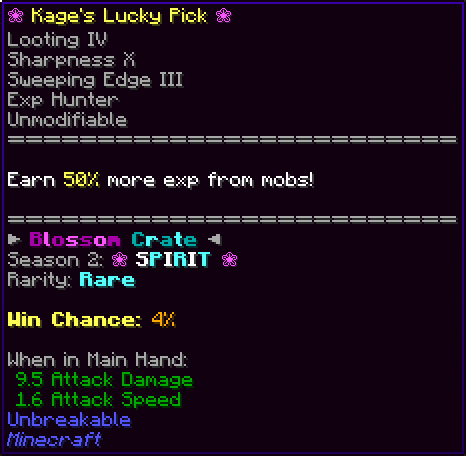 ❀ Kage's Lucky Pick ❀
Looting IV
Sharpness X
Sweeping Edge III
Exp Hunter
Unmodifiable
=============================
Earn 50% more exp from mobs!
=============================
► Blossom Crate ◄
Season 2: ❀ SPIRIT ❀
Rarity: Rare
Win Chance: 4%
When in Main Hand:
9.5 Attack Damage
1.6 Attack Speed
Unbreakable
Minecraft